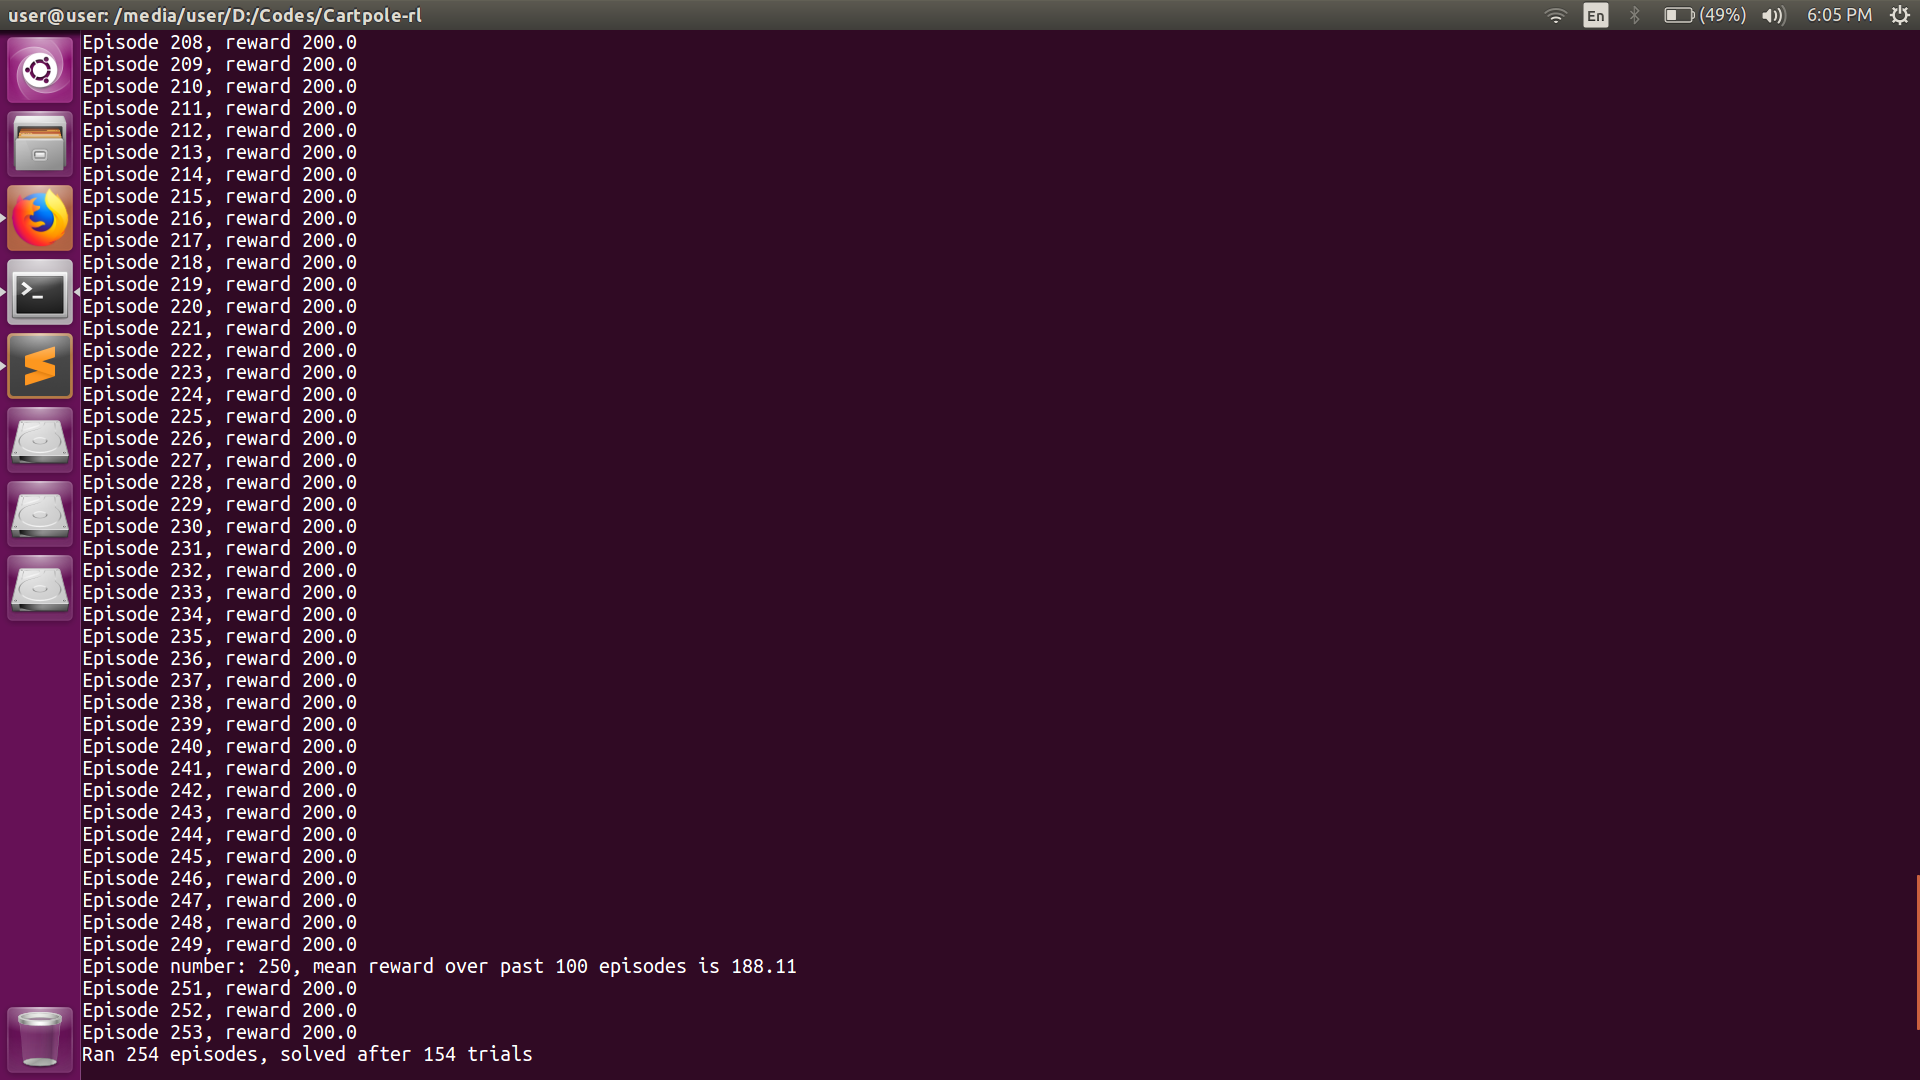 user@user: /media/user/D:/Codes/Cartpole-rl
En (49%) 6:05 PM
Episode 208, reward 200.0
Episode 209, reward 200.0
Episode 210, reward 200.0
Episode 211, reward 200.0
Episode 212, reward 200.0
Episode 213, reward 200.0
Episode 214, reward 200.0
Episode 215, reward 200.0
Episode 216, reward 200.0
Episode 217, reward 200.0
Episode 218, reward 200.0
Episode 219, reward 200.0
Episode 220, reward 200.0
Episode 221, reward 200.0
Episode 222, reward 200.0
Episode 223, reward 200.0
Episode 224, reward 200.0
Episode 225, reward 200.0
Episode 226, reward 200.0
Episode 227, reward 200.0
Episode 228, reward 200.0
Episode 229, reward 200.0
Episode 230, reward 200.0
Episode 231, reward 200.0
Episode 232, reward 200.0
Episode 233, reward 200.0
Episode 234, reward 200.0
Episode 235, reward 200.0
Episode 236, reward 200.0
Episode 237, reward 200.0
Episode 238, reward 200.0
Episode 239, reward 200.0
Episode 240, reward 200.0
Episode 241, reward 200.0
Episode 242, reward 200.0
Episode 243, reward 200.0
Episode 244, reward 200.0
Episode 245, reward 200.0
Episode 246, reward 200.0
Episode 247, reward 200.0
Episode 248, reward 200.0
Episode 249, reward 200.0
Episode number: 250, mean reward over past 100 episodes is 188.11
Episode 251, reward 200.0
Episode 252, reward 200.0
Episode 253, reward 200.0
Ran 254 episodes, solved after 154 trials